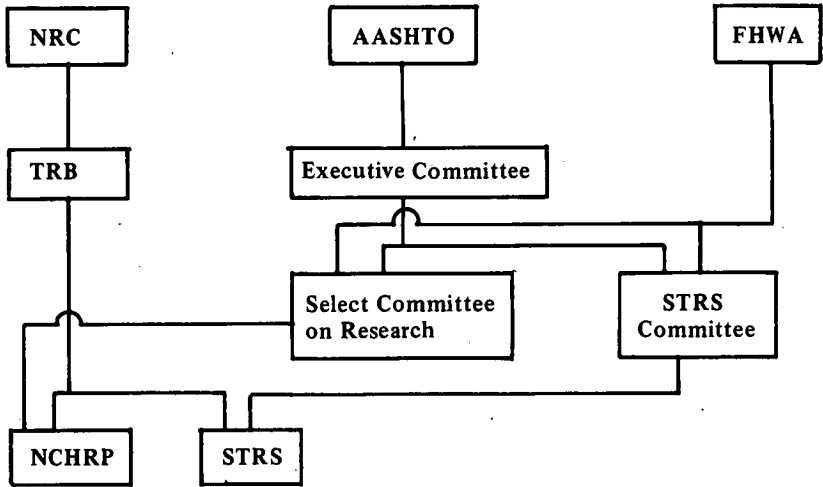 NRC
AASHTO
FHWA
TRB
Executive Committee
Select Committee
on Research
STRS
Committee
NCHRP
STRS